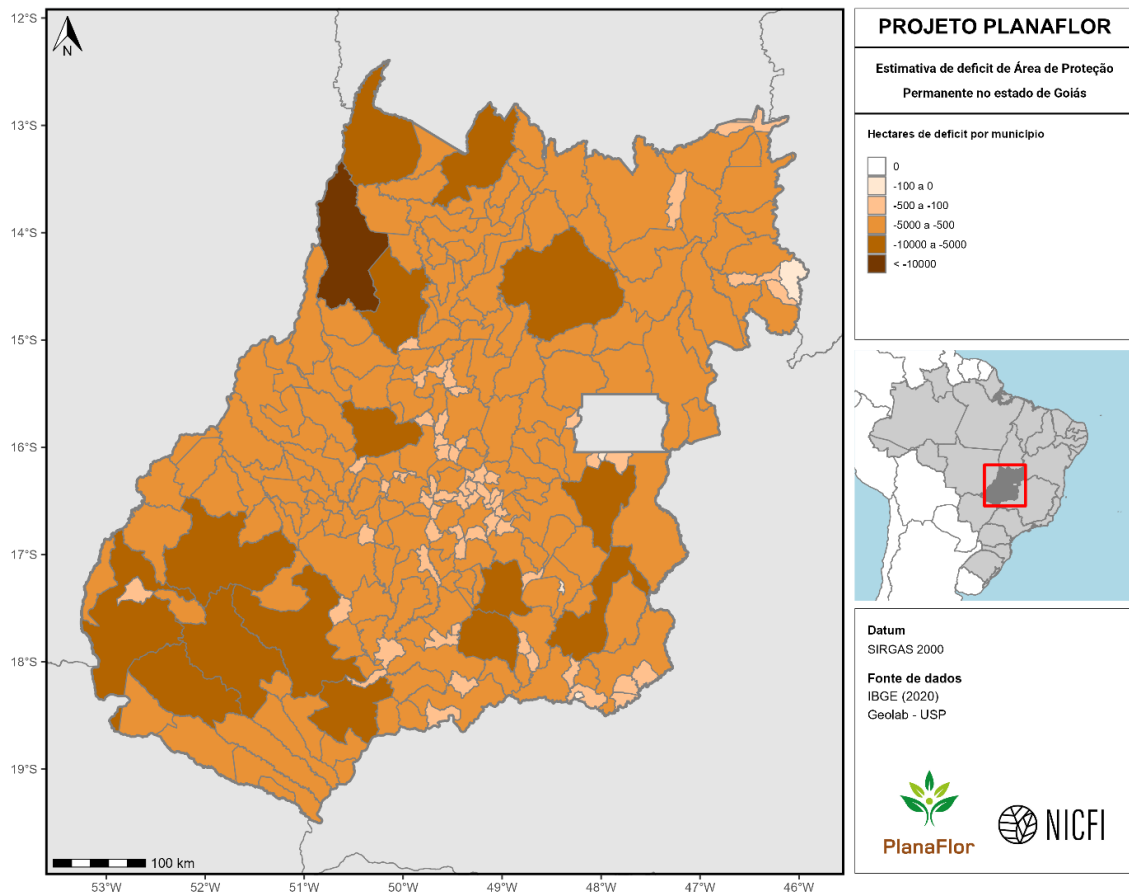 PROJETO PLANAFLOR
Estimativa de deficit de Área de Proteção
Permanente no estado de Goiás
Hectares de deficit por município
0
-100 a 0
-500 a -100
-5000 a -500
-10000 a -5000
< -10000
Datum
SIRGAS 2000
Fonte de dados
IBGE (2020)
Geolab - USP
PlanaFlor
NICFI
N
12°S
13°S
14°S
15°S
16°S
17°S
18°S
19°S
100 km
53°W
52°W
51°W
50°W
49°W
48°W
47°W
46°W